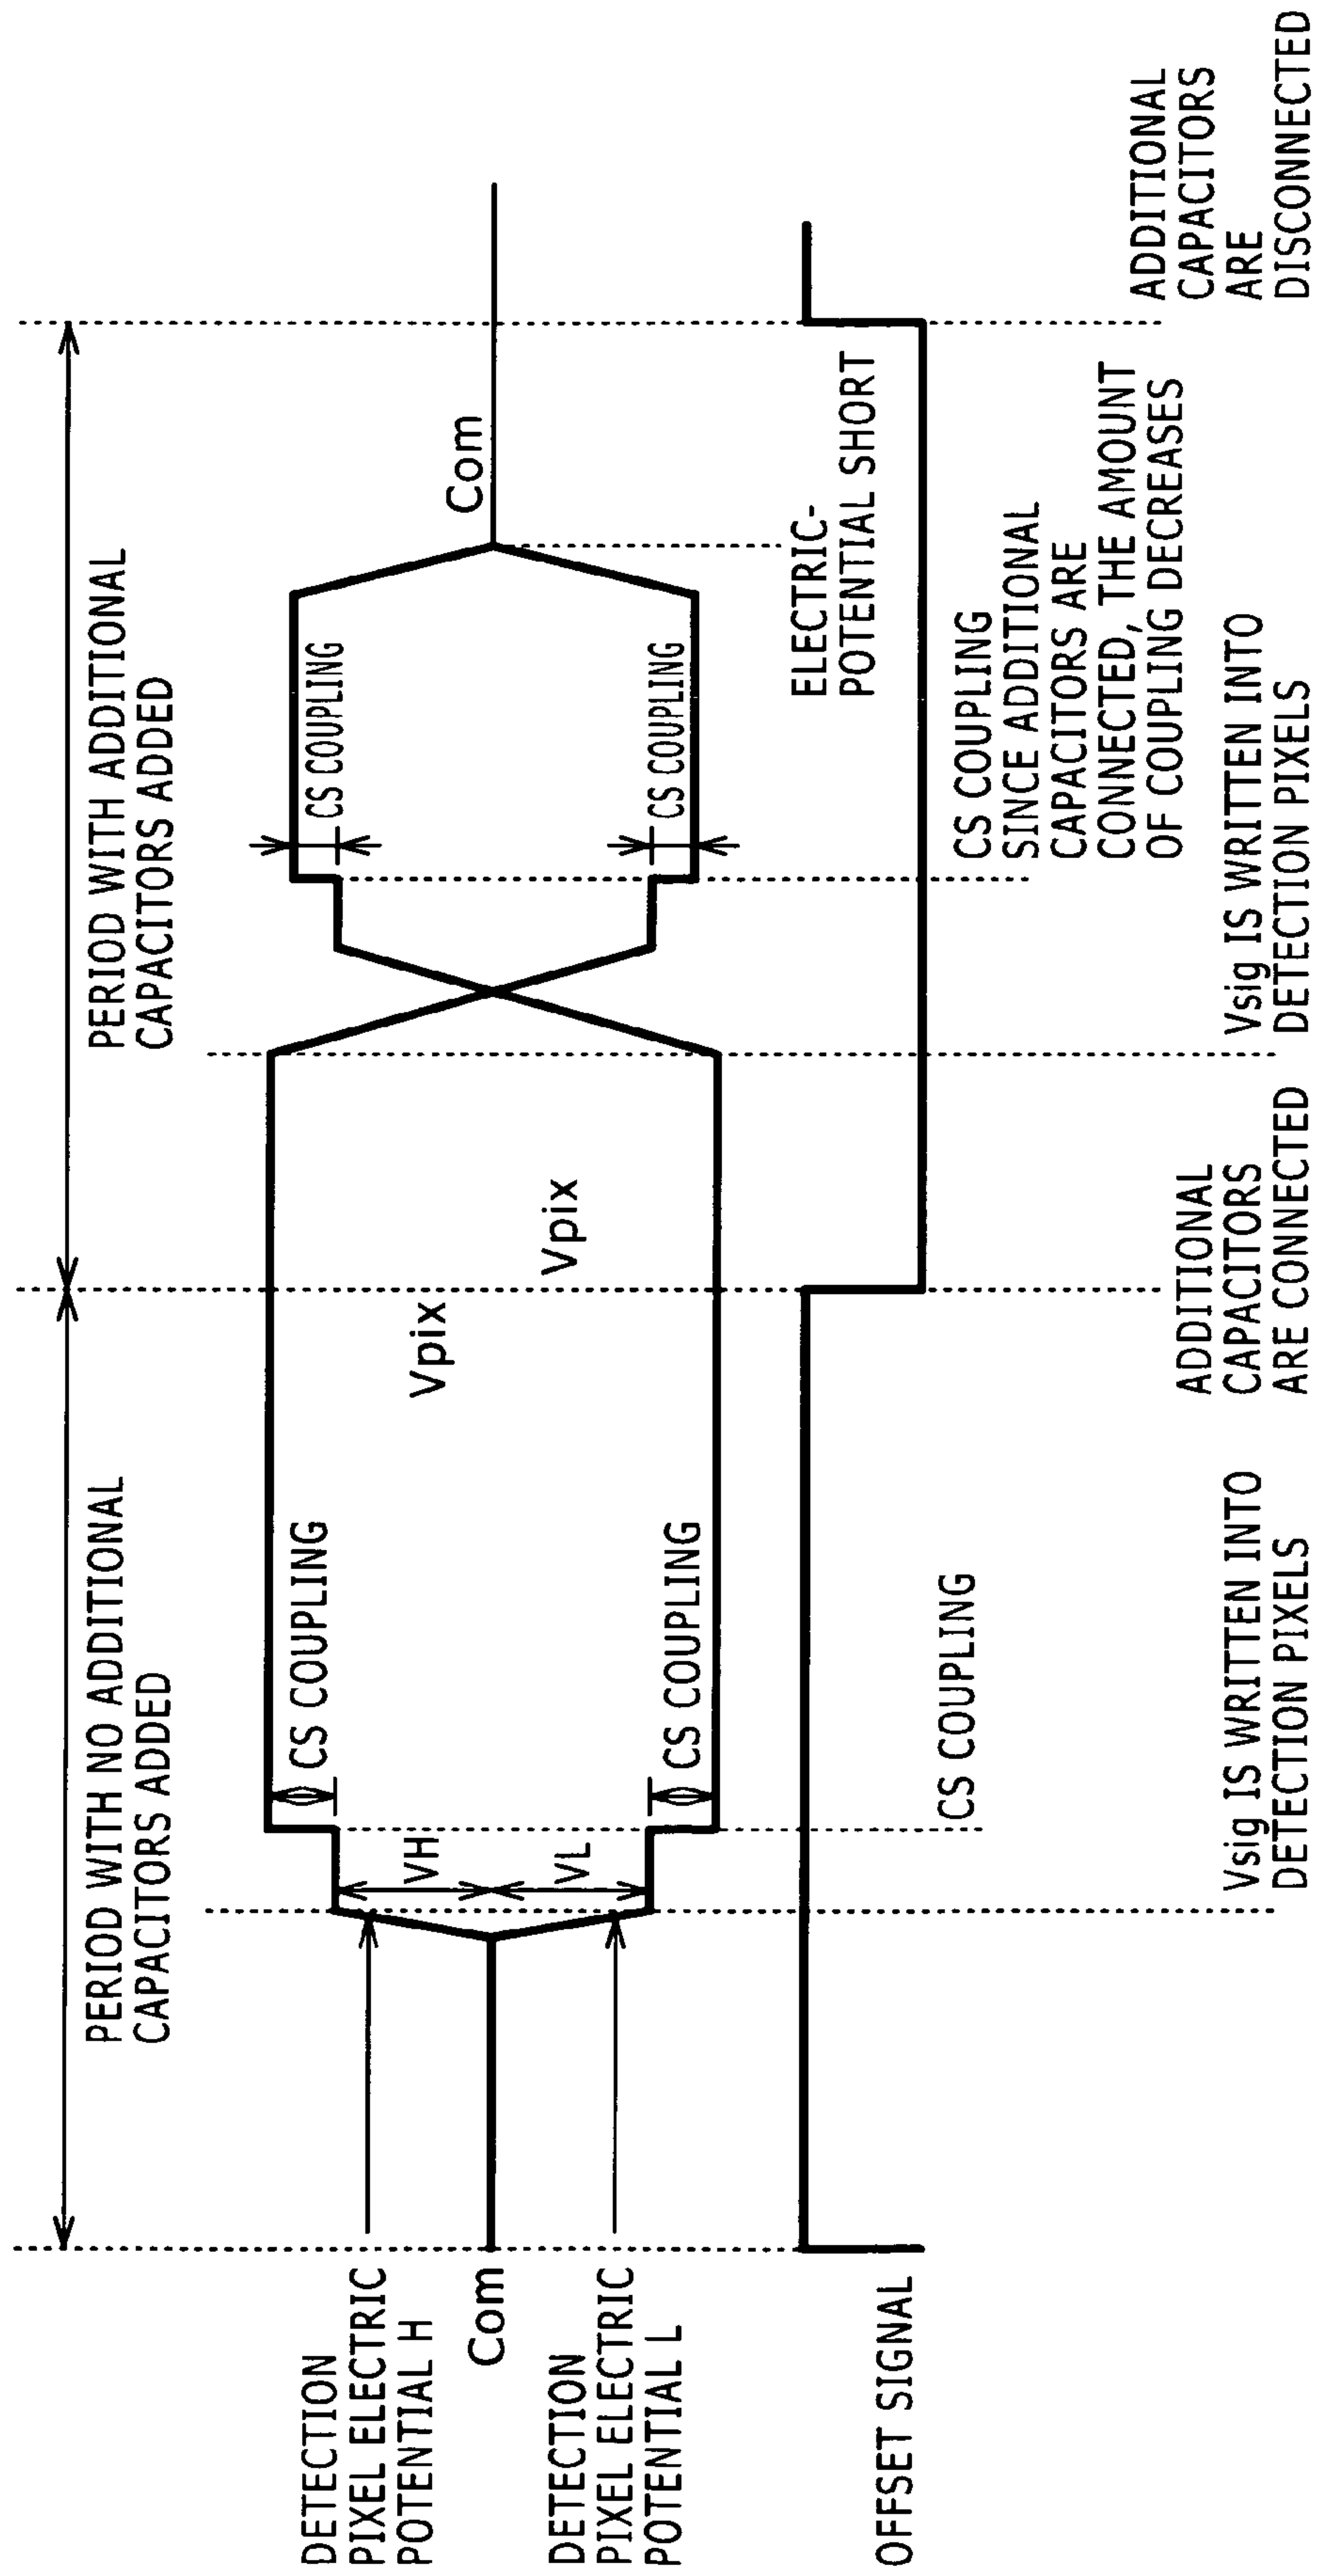 PERIOD WITH NO ADDITIONAL
CAPACITORS ADDED
PERIOD WITH ADDITIONAL
CAPACITORS ADDED
DETECTION
PIXEL ELECTRIC
POTENTIAL H
Com
DETECTION
PIXEL ELECTRIC
POTENTIAL L
VH
VL
CS COUPLING
CS COUPLING
Vpix
Vpix
CS COUPLING
CS COUPLING
Com
ELECTRIC-
POTENTIAL SHORT
OFFSET SIGNAL
CS COUPLING
CS COUPLING
SINCE ADDITIONAL
CAPACITORS ARE
CONNECTED, THE AMOUNT
OF COUPLING DECREASES
Vsig IS WRITTEN INTO
DETECTION PIXELS
ADDITIONAL
CAPACITORS
ARE CONNECTED
Vsig IS WRITTEN INTO
DETECTION PIXELS
ADDITIONAL
CAPACITORS
ARE
DISCONNECTED